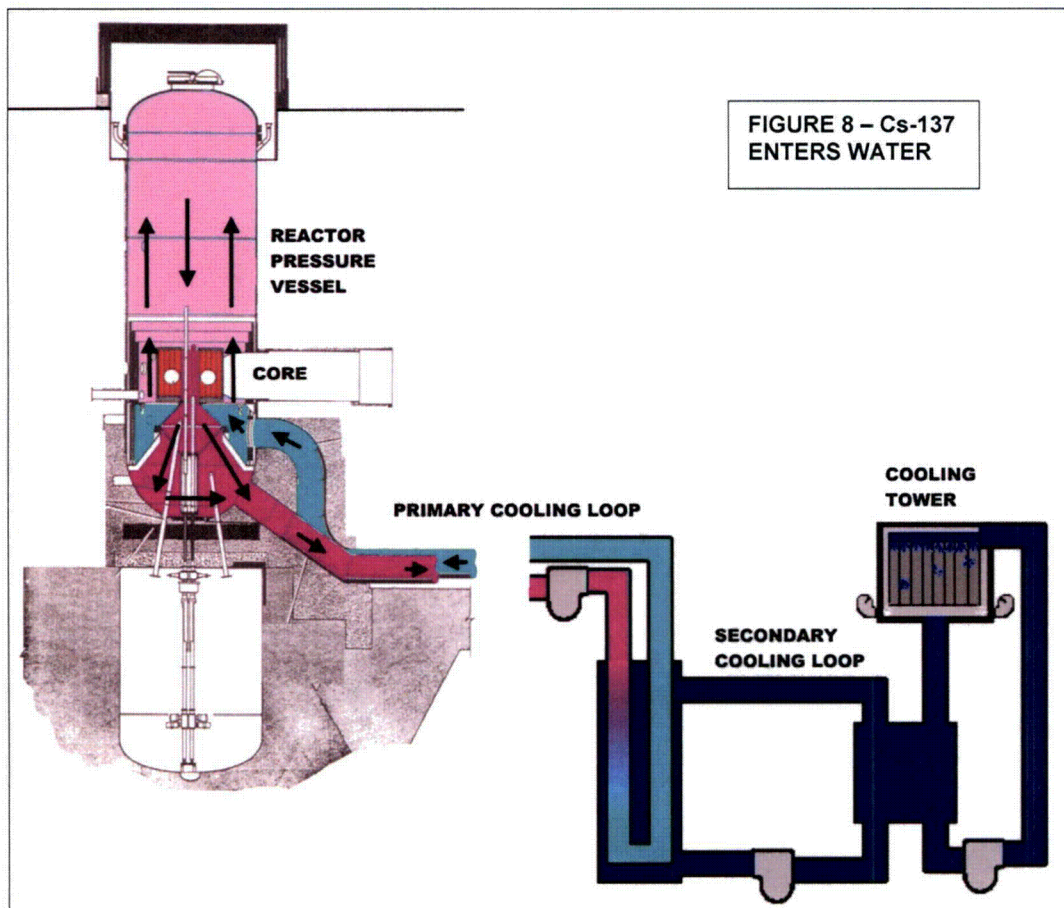 FIGURE 8 – Cs-137
ENTERS WATER
REACTOR
PRESSURE
VESSEL
CORE
PRIMARY COOLING LOOP
COOLING
TOWER
SECONDARY
COOLING LOOP